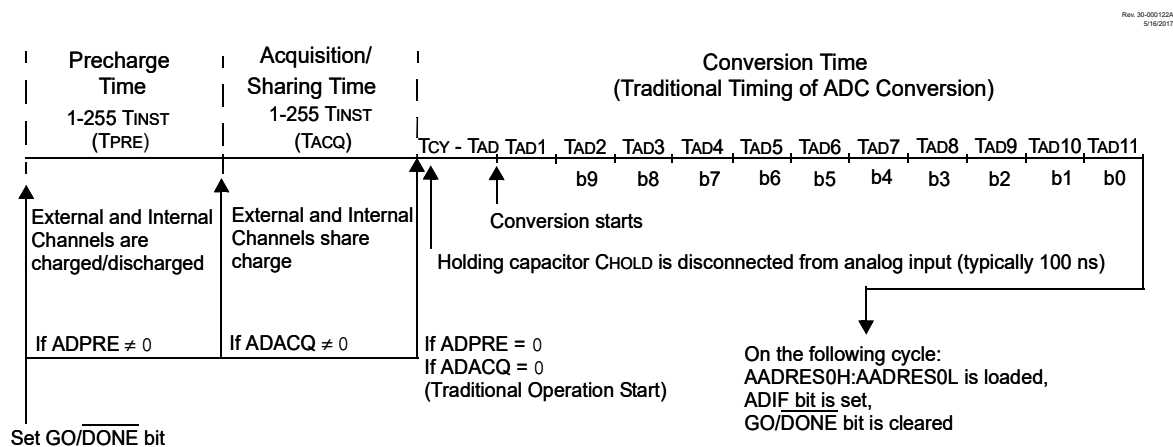 Rev. 30-000122A
5/16/2017
Precharge
Time
1-255 TINST
(TPRE)
Acquisition/
Sharing Time
1-255 TINST
(TACQ)
Conversion Time
(Traditional Timing of ADC Conversion)
TCY - TAD TAD1 TAD2 TAD3 TAD4 TAD5 TAD6 TAD7 TAD8 TAD9 TAD10 TAD11
b9 b8 b7 b6 b5 b4 b3 b2 b1 b0
External and Internal
Channels are
charged/discharged
External and Internal
Channels share
charge
Conversion starts
Holding capacitor CHOLD is disconnected from analog input (typically 100 ns)
If ADPRE ≠ 0
If ADACQ ≠ 0
If ADPRE = 0
If ADACQ = 0
(Traditional Operation Start)
On the following cycle:
AADRES0H:AADRES0L is loaded,
ADIF bit is set,
GO/DONE bit is cleared
Set GO/DONE bit